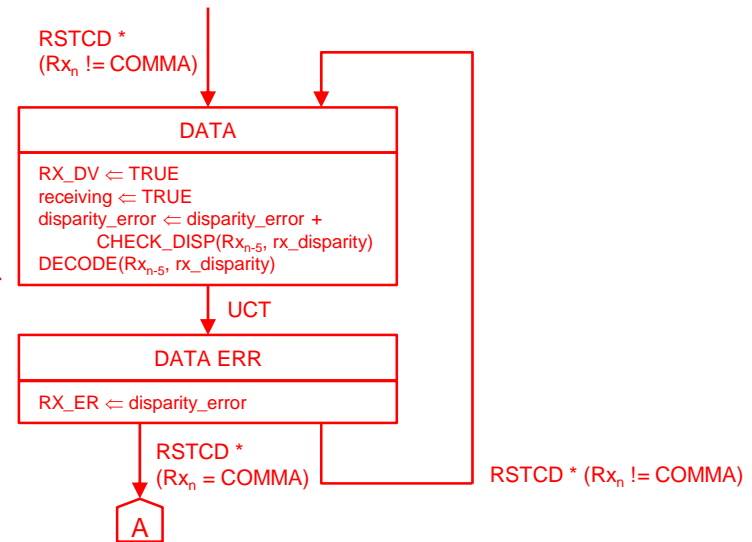 RSTCD *
(Rxₙ != COMMA)
DATA
RX_DV ⇐ TRUE
receiving ⇐ TRUE
disparity_error ⇐ disparity_error +
CHECK_DISP(Rxₙ₋₅, rx_disparity)
DECODE(Rxₙ₋₅, rx_disparity)
UCT
DATA ERR
RX_ER ⇐ disparity_error
RSTCD *
(Rxₙ = COMMA)
RSTCD * (Rxₙ != COMMA)
A